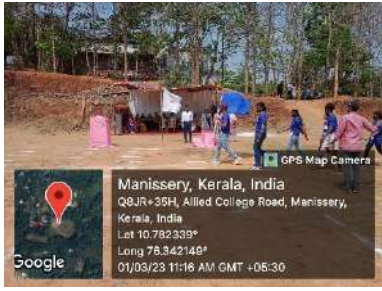 GPS Map Camera
Manissery, Kerala, India
Q8JR+35H, Allied College Road, Manissery,
Kerala, India
Lat 10.782339°
Long 76.342149°
01/03/23 11:16 AM GMT +05:30
Google